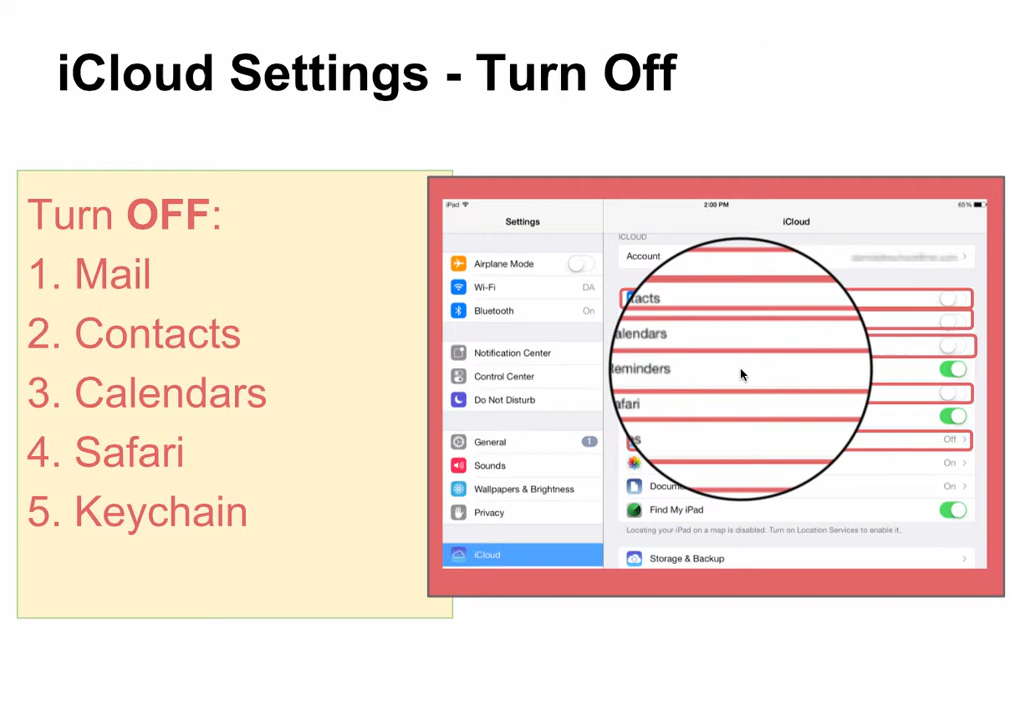 iCloud Settings - Turn Off
Turn OFF:
1. Mail
2. Contacts
3. Calendars
4. Safari
5. Keychain
iPad
2:00 PM
65%
Settings
iCloud
Airplane Mode
Wi-Fi DA
Bluetooth On
Notification Center
Control Center
Do Not Disturb
General 1
Sounds
Wallpapers & Brightness
Privacy
iCloud
ICLOUD
Account
tacts
alendars
Reminders
afari
es Off
On
Docum On
Find My iPad
Locating your iPad on a map is disabled. Turn on Location Services to enable it.
Storage & Backup